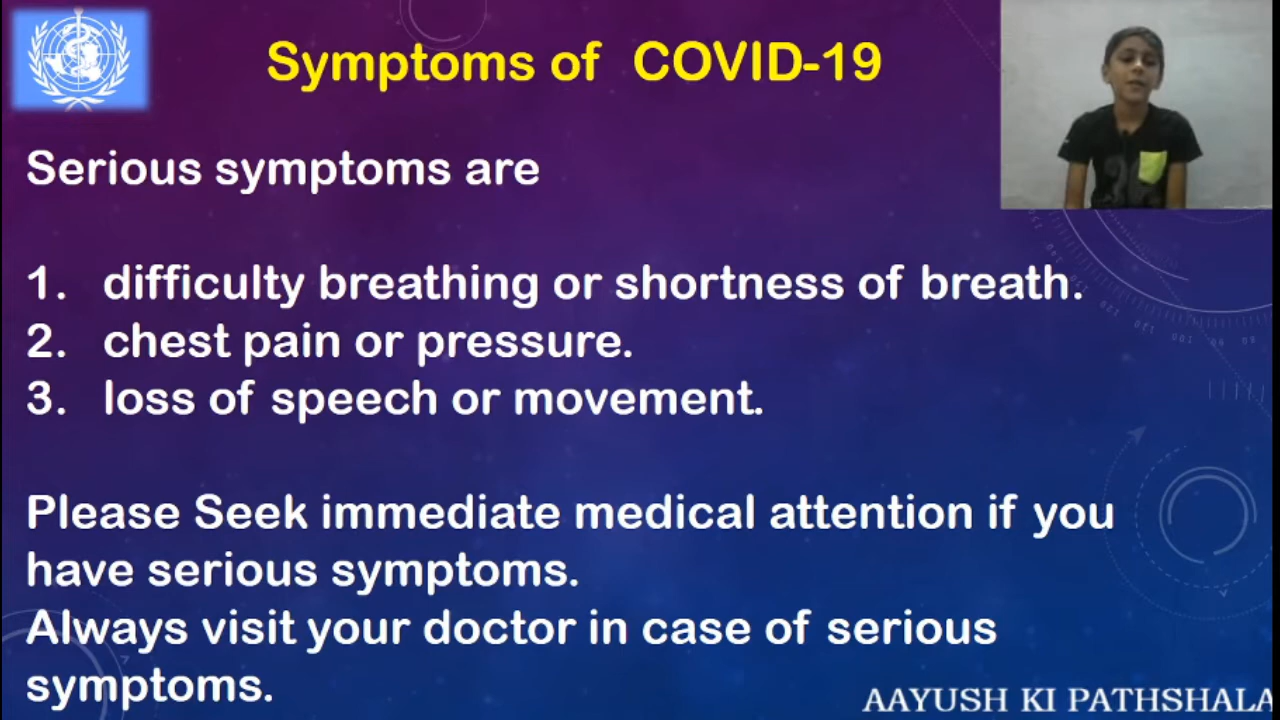 Symptoms of COVID-19
Serious symptoms are
1. difficulty breathing or shortness of breath.
2. chest pain or pressure.
3. loss of speech or movement.
Please Seek immediate medical attention if you
have serious symptoms.
Always visit your doctor in case of serious
symptoms.
AAYUSH KI PATHSHALA